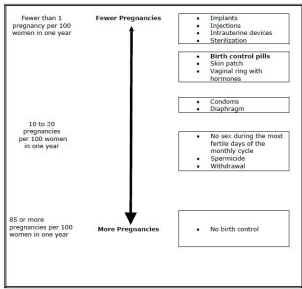 Fewer than 1
pregnancy per 100
women in one year
Fewer Pregnancies
• Implants
• Injections
• Intrauterine devices
• Sterilization
• Birth control pills
• Skin patch
• Vaginal ring with
hormones
• Condoms
• Diaphragm
10 to 20
pregnancies
per 100 women
in one year
• No sex during the most
fertile days of the
monthly cycle
• Spermicide
• Withdrawal
85 or more
pregnancies per 100
women in one year
More Pregnancies
• No birth control